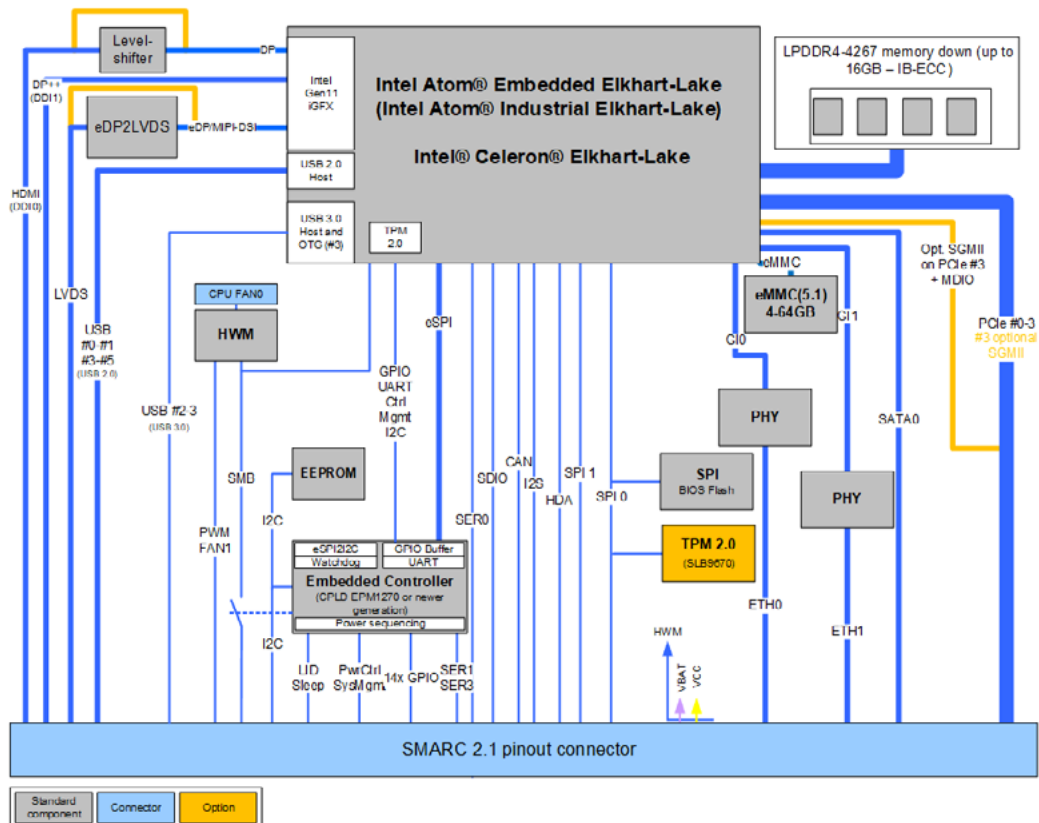 Level-
shifter
DP
DP++
(DDI1)
eDP2LVDS
eDP/MIPI-DSI
HDMI
(DDI0)
Intel
Gen11
iGFX
USB 2.0
Host
USB 3.0
Host and
OTG (#3)
TPM
2.0
Intel Atom® Embedded Elkhart-Lake
(Intel Atom® Industrial Elkhart-Lake)
Intel® Celeron® Elkhart-Lake
LPDDR4-4267 memory down (up to
16GB – IB-ECC)
LVDS
USB
#0-#1
#3-#5
(USB 2.0)
CPU FAN0
HWM
USB #2-3
(USB 3.0)
SMB
PWM
FAN1
eSPI
GPIO
UART
Ctrl
Mgmt
I2C
EEPROM
I2C
eSPI2I2C
Watchdog
GPIO Buffer
UART
Embedded Controller
(CPLD EPM1270 or newer
generation)
Power sequencing
I2C
LID
Sleep
PwrCtrl
SysMgm.
14x GPIO
SER1
SER3
SER0
SDIO
CAN
I2S
HDA
SPI 1
SPI 0
eMMC
eMMC(5.1)
4-64GB
GI1
PHY
SPI
BIOS Flash
TPM 2.0
(SLB9670)
PHY
ETH0
ETH1
SATA0
Opt. SGMII
on PCIe #3
+ MDIO
PCIe #0-3
#3 optional
SGMII
HWM
VBAT
VCC
SMARC 2.1 pinout connector
Standard
component
Connector
Option